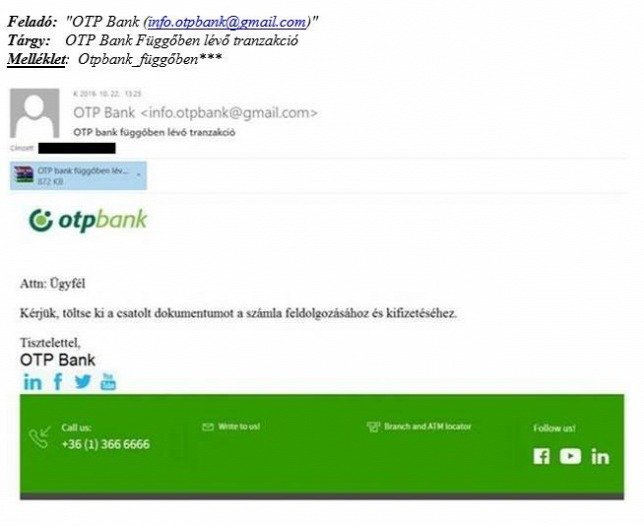 Feladó: "OTP Bank (info.otpbank@gmail.com)"
Tárgy: OTP Bank Függőben lévő tranzakció
Melléklet: Otpbank_függőben***
K 2019. 10. 22. 13:25
OTP Bank <info.otpbank@gmail.com>
OTP bank függőben lévő tranzakció
Címzett
OTP bank függőben lév...
872 KB
otpbank
Attn: Ügyfél
Kérjük, töltse ki a csatolt dokumentumot a számla feldolgozásához és kifizetéséhez.
Tisztelettel,
OTP Bank
in f You Tube
Call us:
+36 (1) 366 6666
Write to us!
Branch and ATM locator
Follow us!
f in